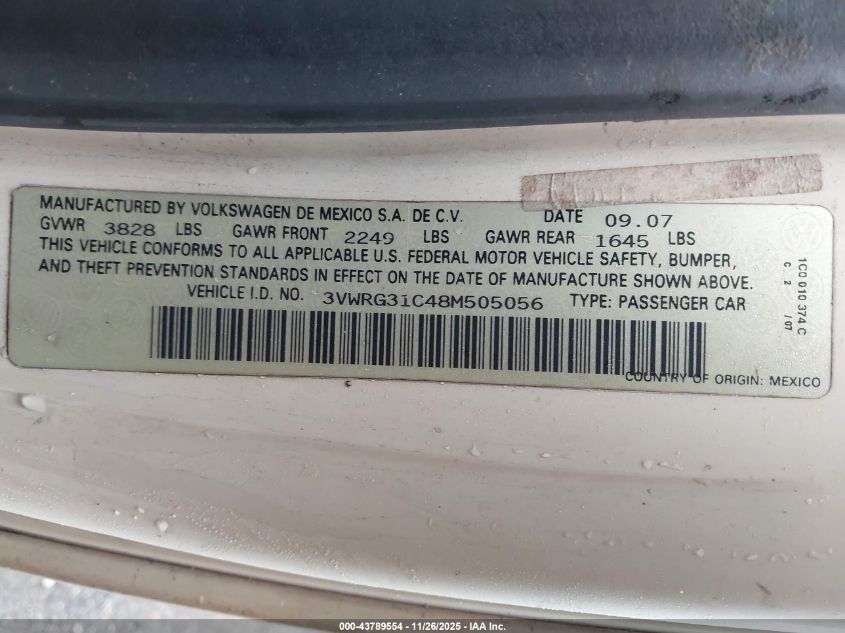 MANUFACTURED BY VOLKSWAGEN DE MEXICO S.A. DE C.V. DATE 09.07
GVWR 3828 LBS GAWR FRONT 2249 LBS GAWR REAR 1645 LBS
THIS VEHICLE CONFORMS TO ALL APPLICABLE U.S. FEDERAL MOTOR VEHICLE SAFETY, BUMPER,
AND THEFT PREVENTION STANDARDS IN EFFECT ON THE DATE OF MANUFACTURE SHOWN ABOVE.
VEHICLE I.D. NO. 3VWRG31C48M505056 TYPE: PASSENGER CAR
COUNTRY OF ORIGIN: MEXICO
1C0 010 374 C
C. 2 /07
000-43789554 - 11/26/2025 - IAA Inc.